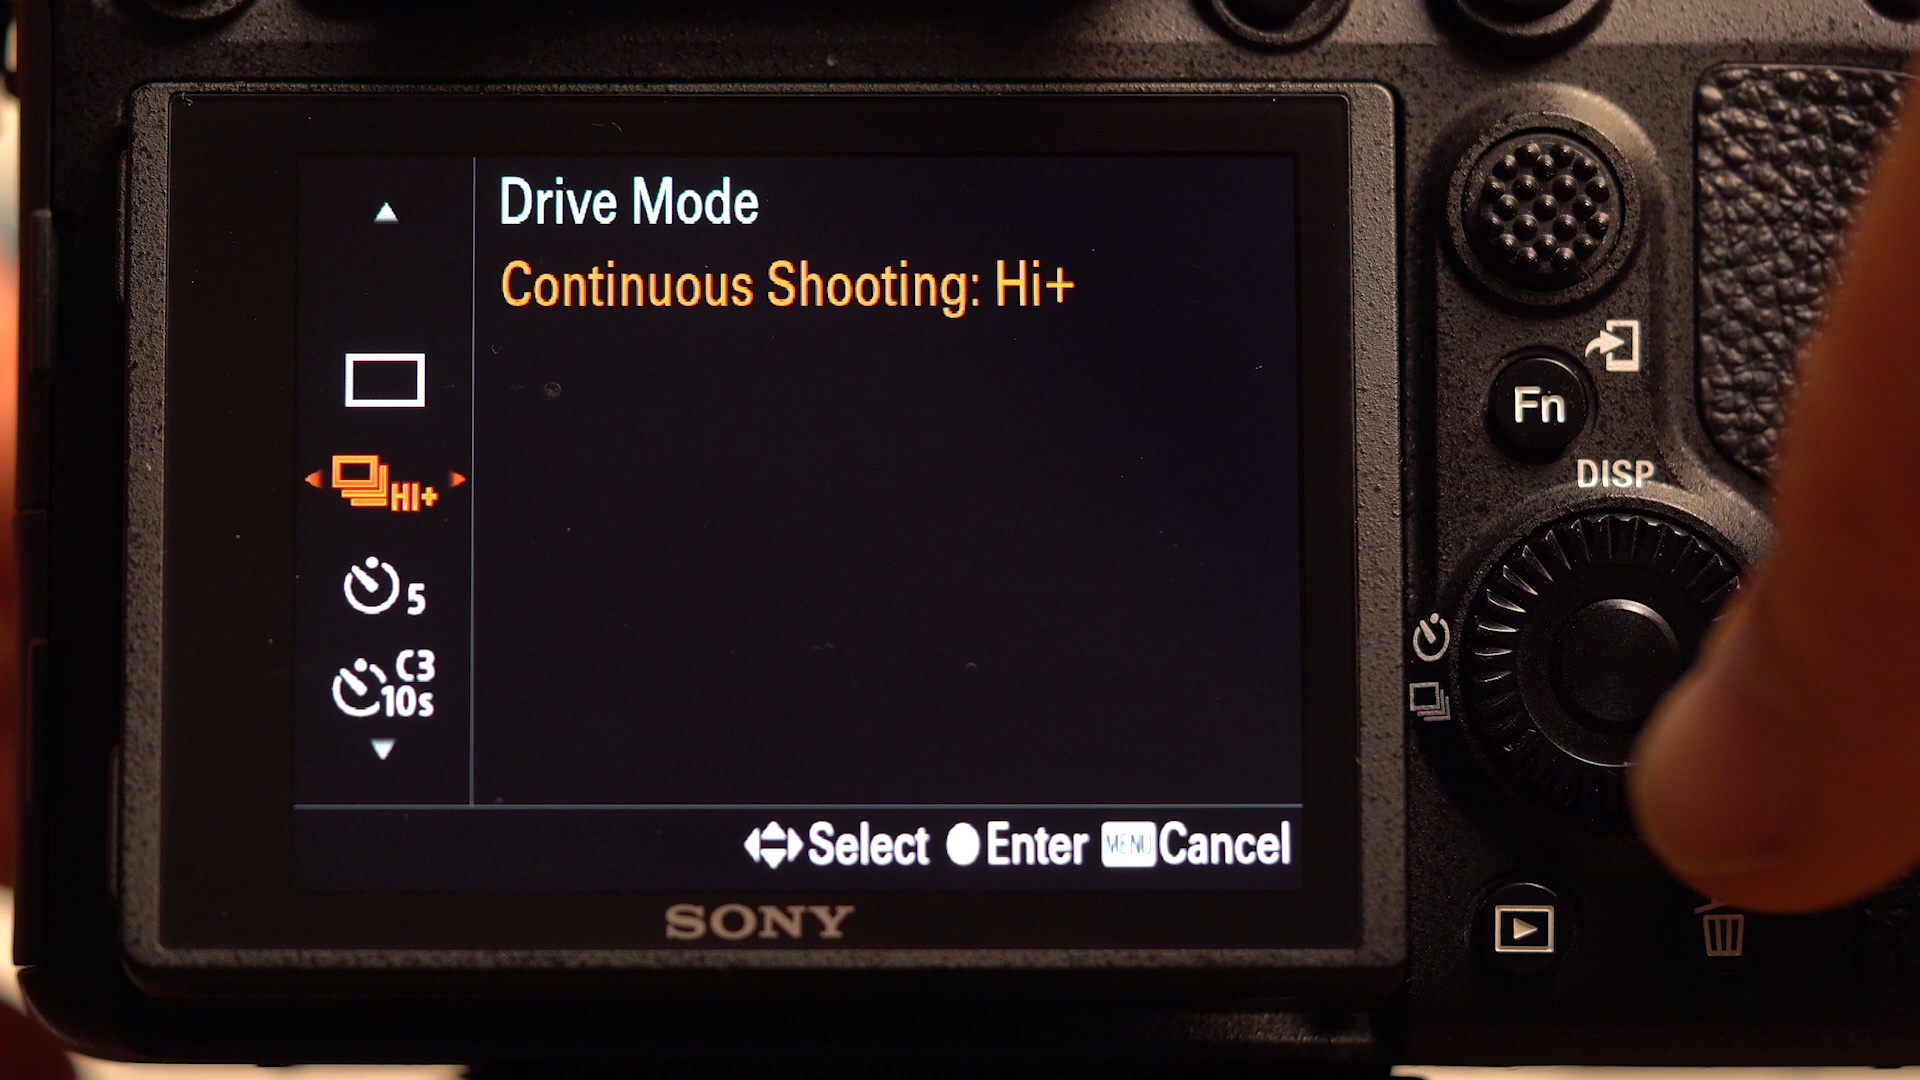 Drive Mode
Continuous Shooting: Hi+
HI+
5
C3
10s
Select Enter MENU Cancel
SONY
Fn
DISP